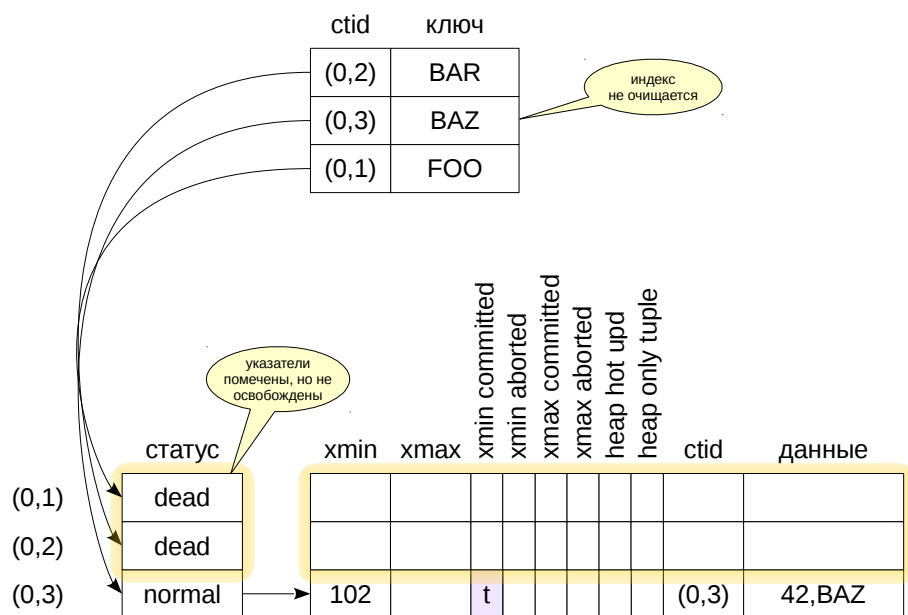 ctid ключ
(0,2) BAR
(0,3) BAZ
(0,1) FOO
индекс
не очищается
указатели
помечены, но не
освобождены
статус xmin xmax xmin committed xmin aborted xmax committed xmax aborted heap hot upd heap only tuple ctid данные
(0,1) dead
(0,2) dead
(0,3) normal 102 t (0,3) 42,BAZ